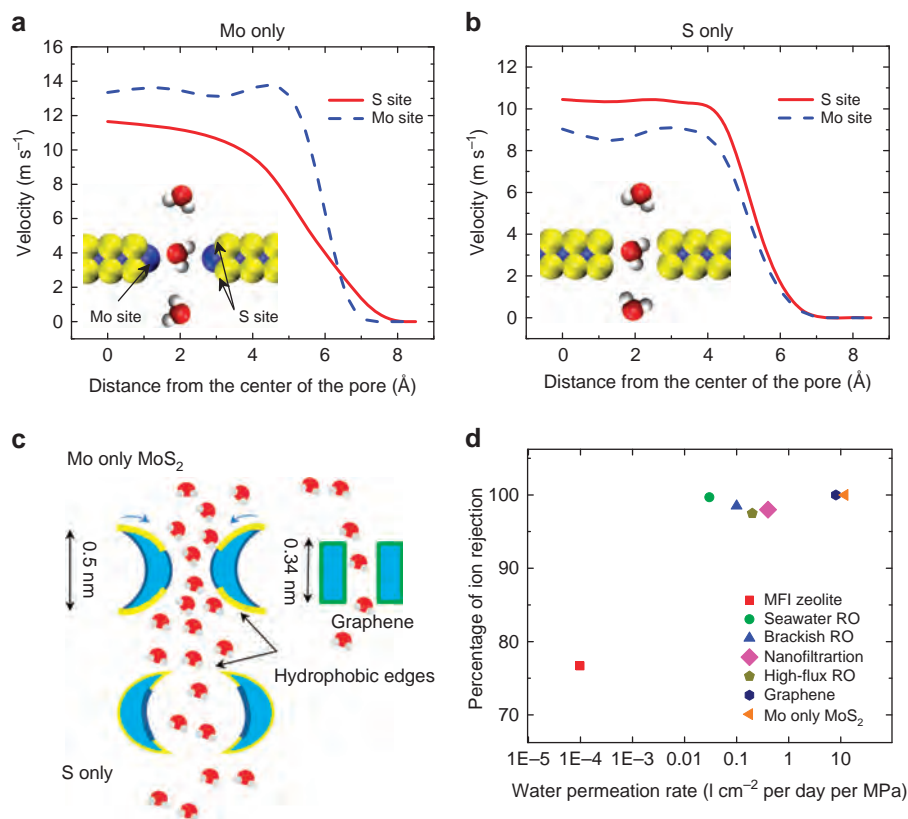 a
Mo only
16
14
12
10
8
6
4
2
0
Velocity (m s⁻¹)
S site
Mo site
Mo site
S site
0 2 4 6 8
Distance from the center of the pore (Å)
b
S only
12
10
8
6
4
2
0
Velocity (m s⁻¹)
S site
Mo site
0 2 4 6 8
Distance from the center of the pore (Å)
c
Mo only MoS₂
0.5 nm
0.34 nm
Graphene
Hydrophobic edges
S only
d
100
90
80
70
Percentage of ion rejection
MFI zeolite
Seawater RO
Brackish RO
Nanofiltrartion
High-flux RO
Graphene
Mo only MoS₂
1E–5 1E–4 1E–3 0.01 0.1 1 10
Water permeation rate (l cm⁻² per day per MPa)